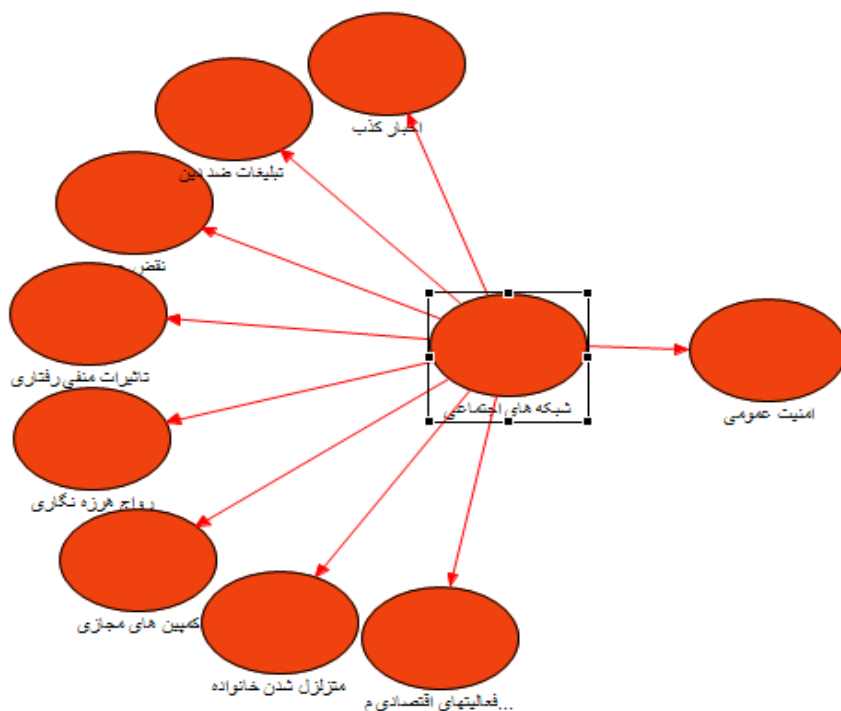 اخبار کذب
تبلیغات ضد دین
نقض
تاثیرات منفی رفتاری
شبکه های اجتماعی
امنیت عمومی
رواج هرزه نگاری
کمپین های مجازی
متزلزل شدن خانواده
فعالیتهای اقتصادی م...